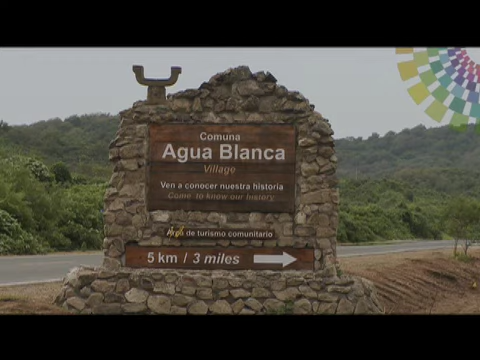 Comuna
Agua Blanca
Village
Ven a conocer nuestra historia
Come to know our history
de turismo comunitario
5 km / 3 miles